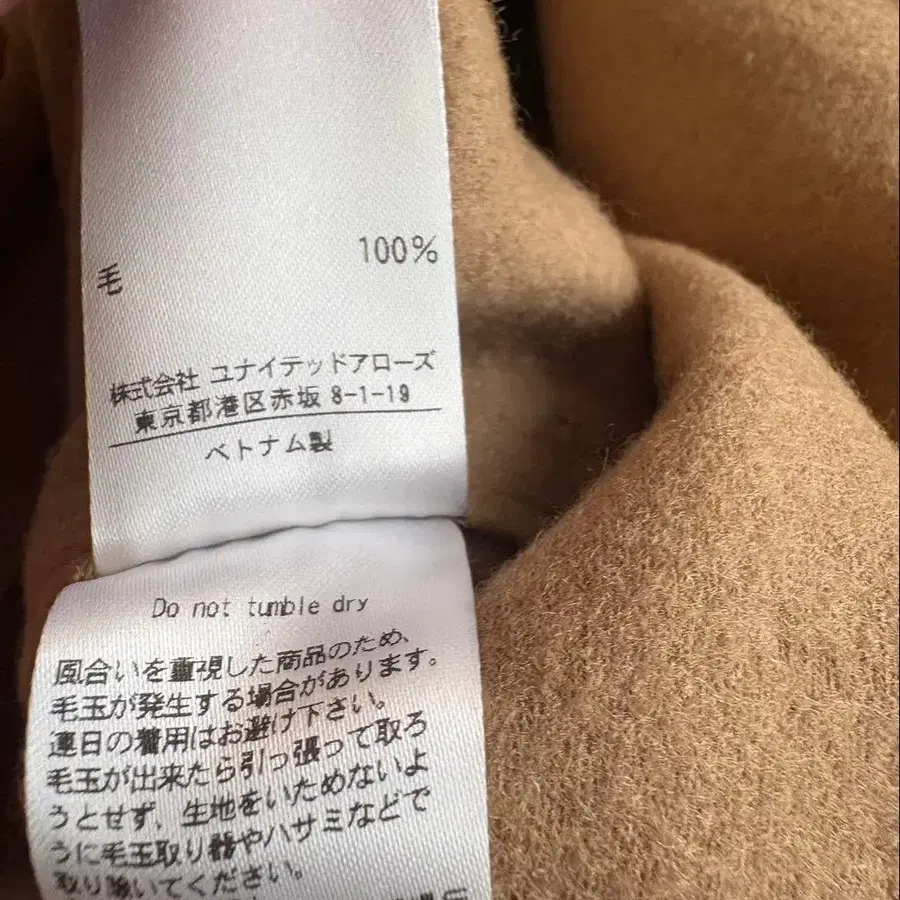 毛 100%
株式会社 ユナイテッドアローズ
東京都港区赤坂 8-1-19
ベトナム製
Do not tumble dry
風合いを重視した商品のため、
毛玉が発生する場合があります。
連日の着用はお避け下さい。
毛玉が出来たら引っ張って取ろ
うとせず、生地をいためないよ
うに毛玉取り器やハサミなどで
取り除いてください。